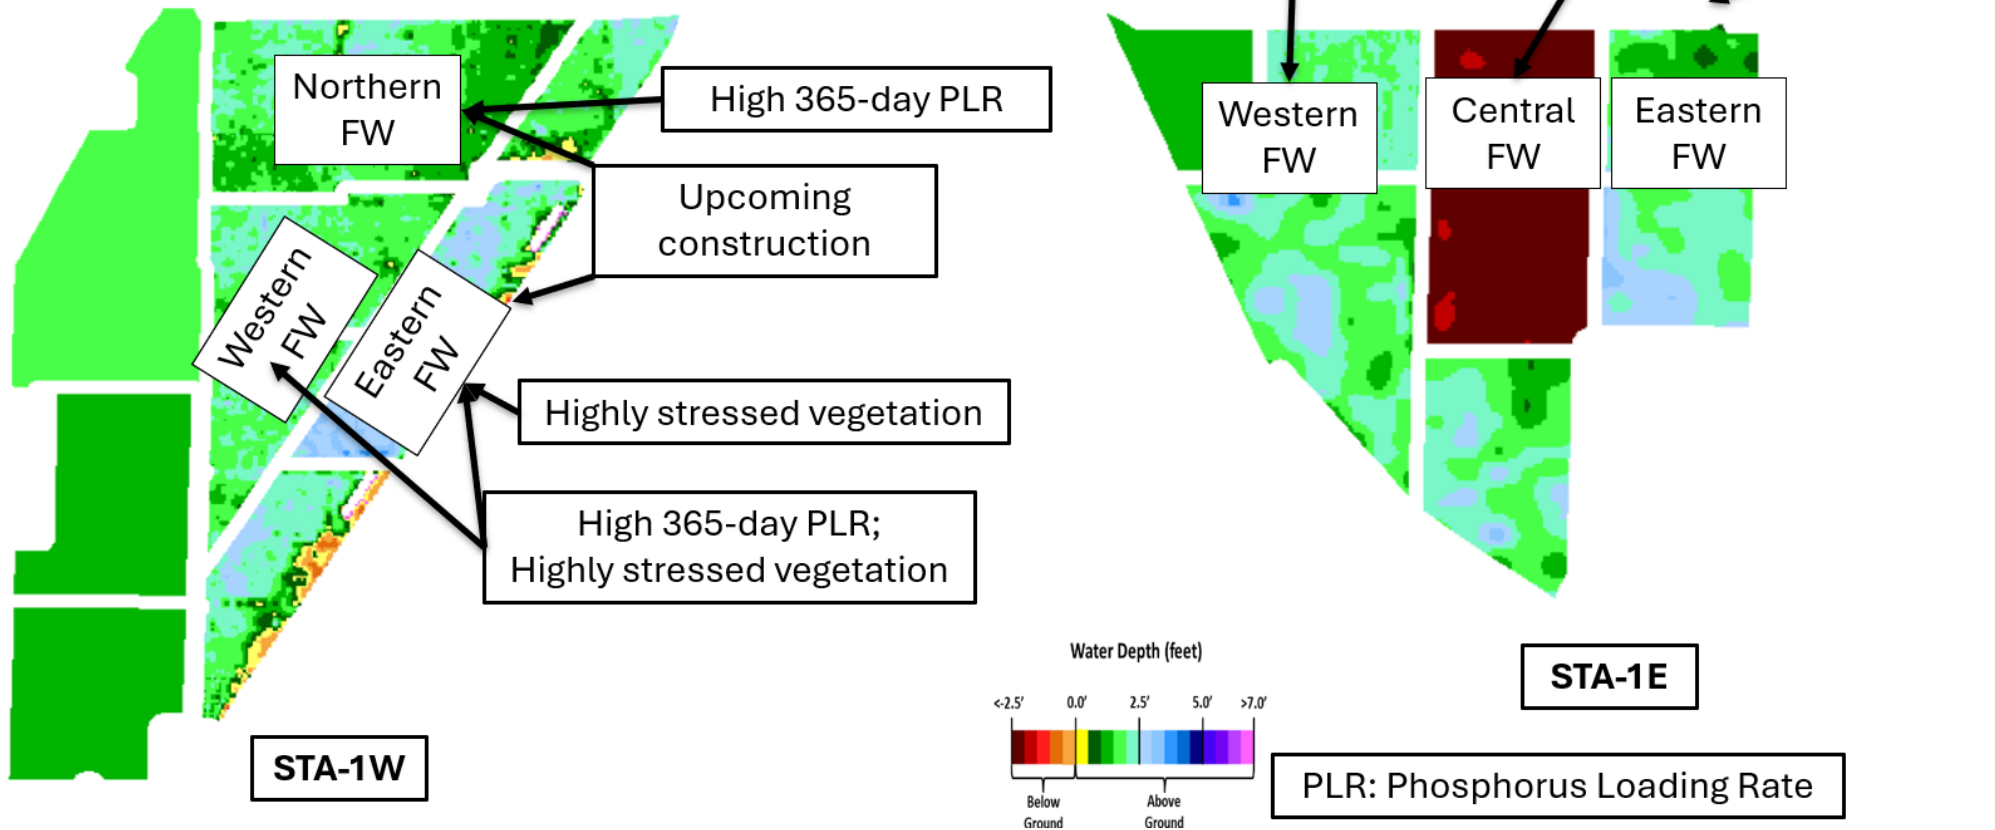 Northern
FW
High 365-day PLR
Upcoming
construction
Western
FW
Eastern
FW
Highly stressed vegetation
High 365-day PLR;
Highly stressed vegetation
STA-1W
Western
FW
Central
FW
Eastern
FW
STA-1E
Water Depth (feet)
<-2.5' 0.0' 2.5' 5.0' >7.0'
Below
Ground
Above
Ground
PLR: Phosphorus Loading Rate